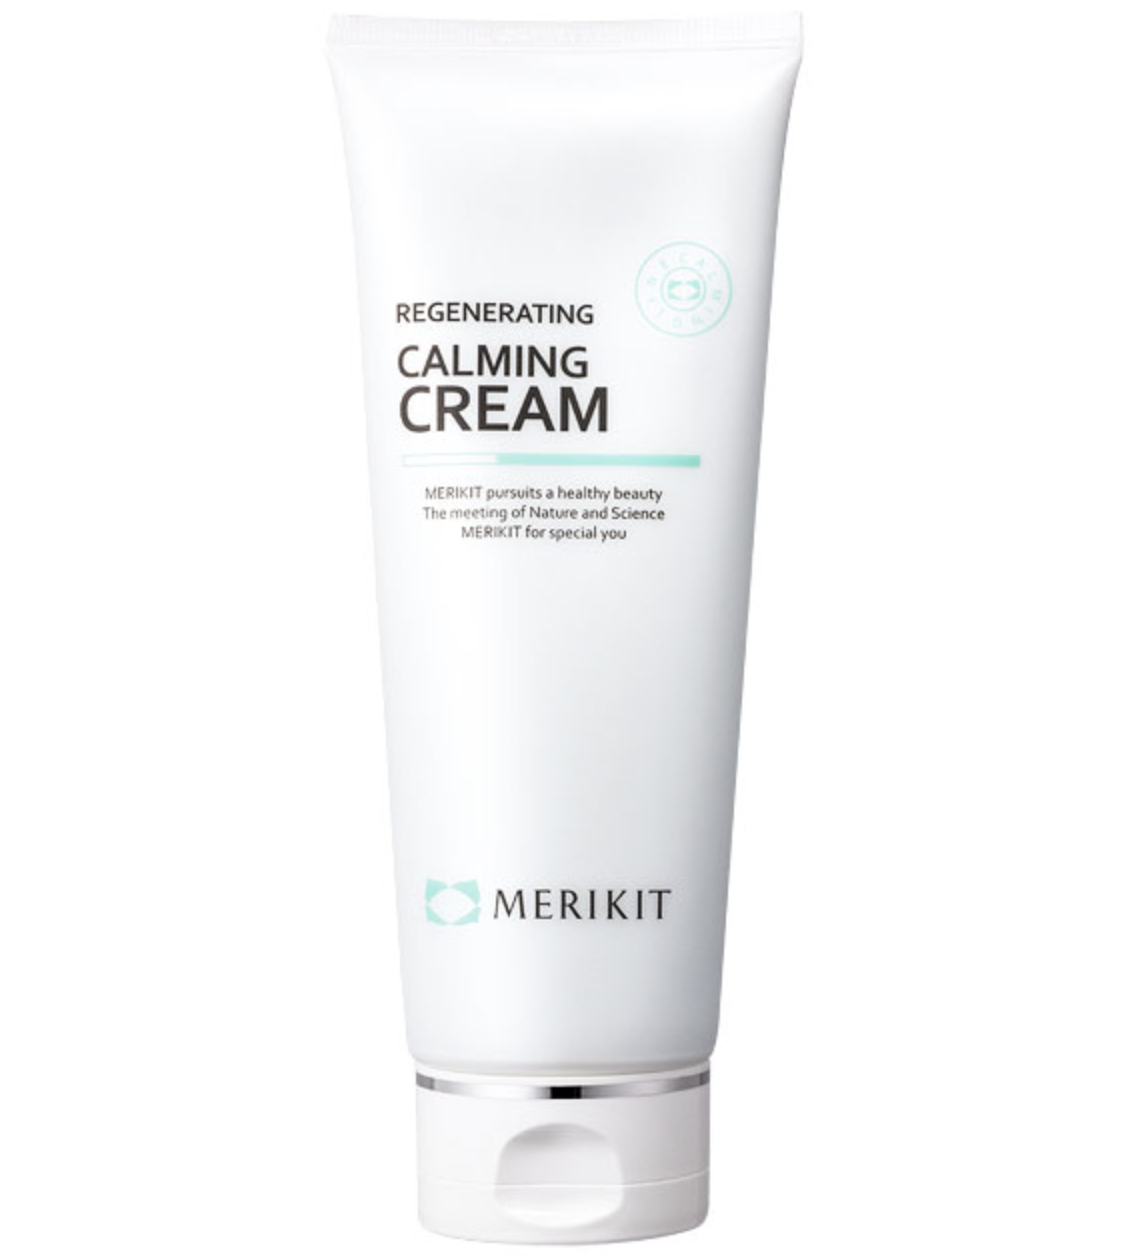 REGENERATING
CALMING
CREAM
MERIKIT pursuits a healthy beauty
The meeting of Nature and Science
MERIKIT for special you
MERIKIT